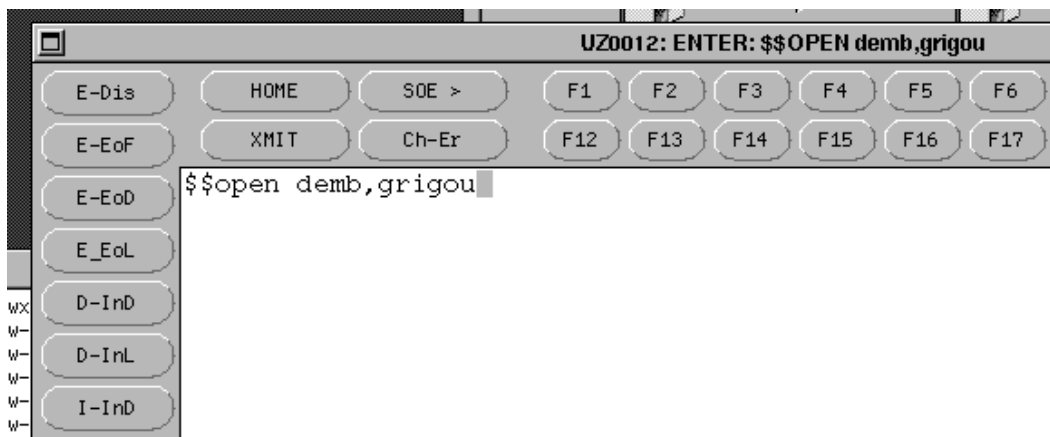 UZ0012: ENTER: $$OPEN demb,grigou
E-Dis HOME SOE > F1 F2 F3 F4 F5 F6
E-EoF XMIT Ch-Er F12 F13 F14 F15 F16 F17
$$open demb,grigou
E-EoD
E_EoL
D-InD
wx
w-
D-InL
w-
w-
I-InD
w-
w-